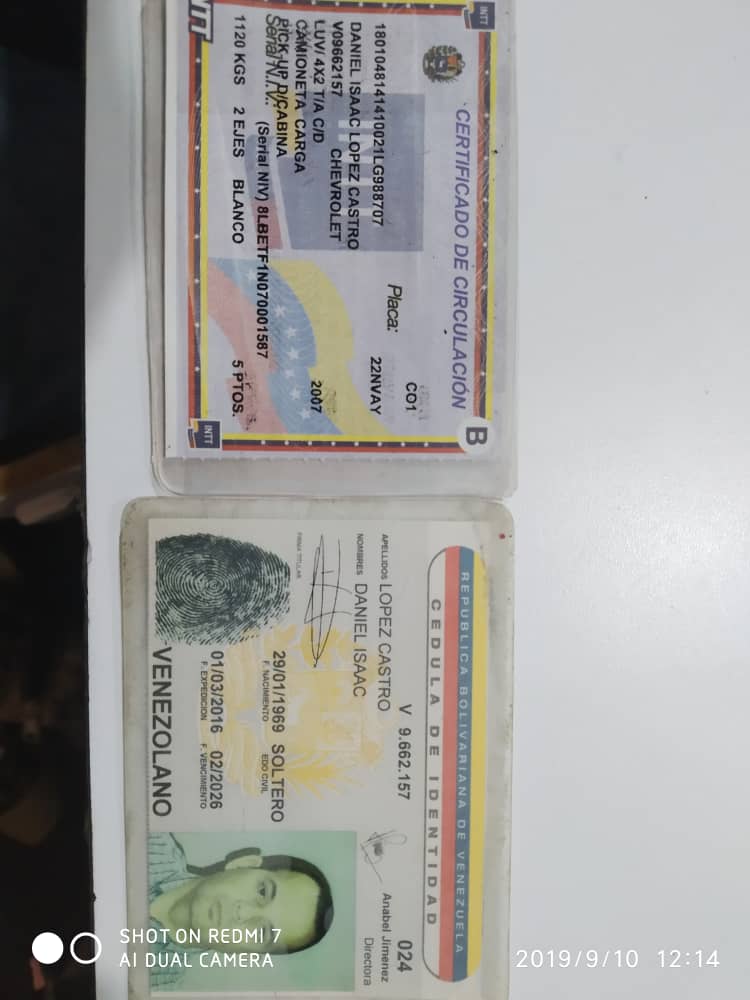 INTT
CERTIFICADO DE CIRCULACIÓN
B
CO1
180104814141002 1LG988707
Placa:
22NVAY
DANIEL ISAAC LOPEZ CASTRO
V09662157
CHEVROLET
LUV/ 4X2 T/A C/D
2007
CAMIONETA CARGA
PICK-UP D/CABINA
Serial N.I.V.:
(Serial NIV) 8LBETF1N070001587
1120 KGS 2 EJES BLANCO 5 PTOS.
INTT
REPUBLICA BOLIVARIANA DE VENEZUELA
CEDULA DE IDENTIDAD
V 9.662.157
024
APELLIDOS LOPEZ CASTRO
Anabel Jimenez
Directora
NOMBRES DANIEL ISAAC
FIRMA TITULAR
29/01/1969 SOLTERO
F. NACIMIENTO EDO CIVIL
01/03/2016 02/2026
F. EXPEDICION F. VENCIMIENTO
VENEZOLANO
SHOT ON REDMI 7
AI DUAL CAMERA
2019/9/10 12:14